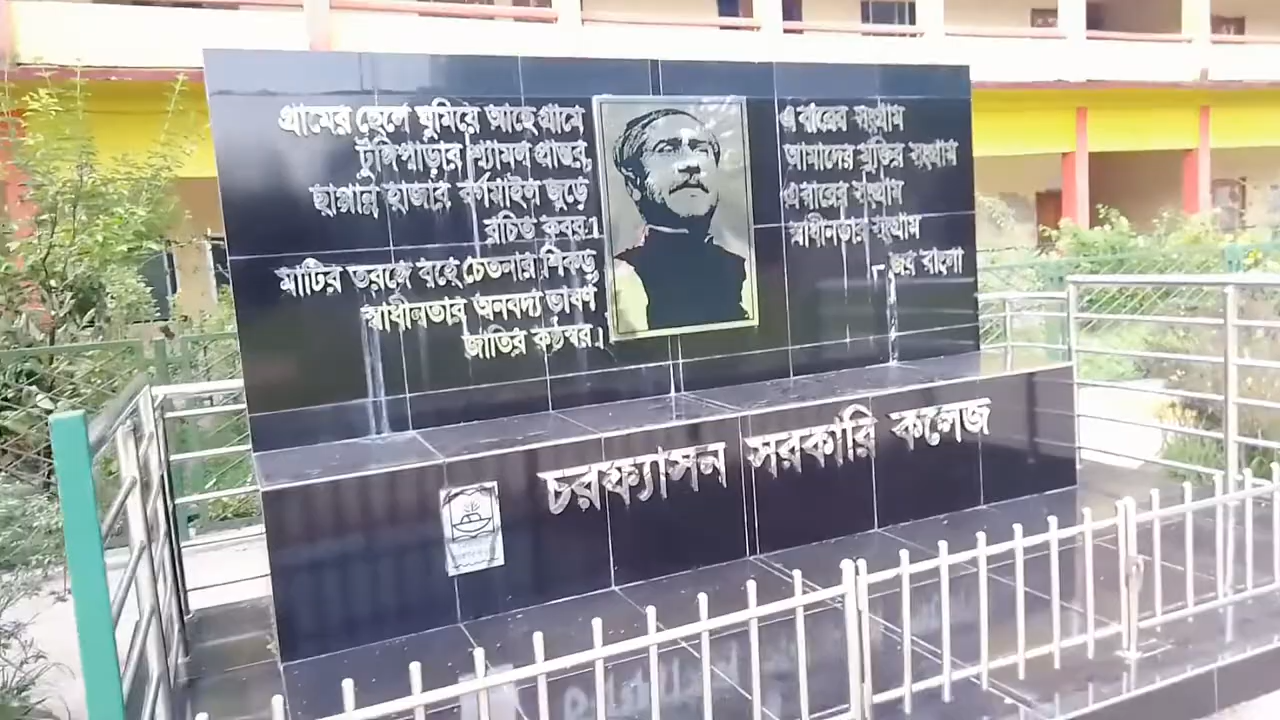 গ্রামের ছেলে ঘুমিয়ে আছে গ্রামে
টুঙ্গিপাড়ার শ্যামল প্রান্তর,
ছাপ্পান্ন হাজার বর্গমাইল জুড়ে
রচিত কবর।
মাটির তরঙ্গে বহে চেতনার শিকড়
স্বাধীনতার অনবদ্য ভাষণ
জাতির কন্ঠস্বর।
এ বারের সংগ্রাম
আমাদের মুক্তির সংগ্রাম
এ বারের সংগ্রাম
স্বাধীনতার সংগ্রাম
জয় বাংলা
চরফ্যাসন সরকারি কলেজ